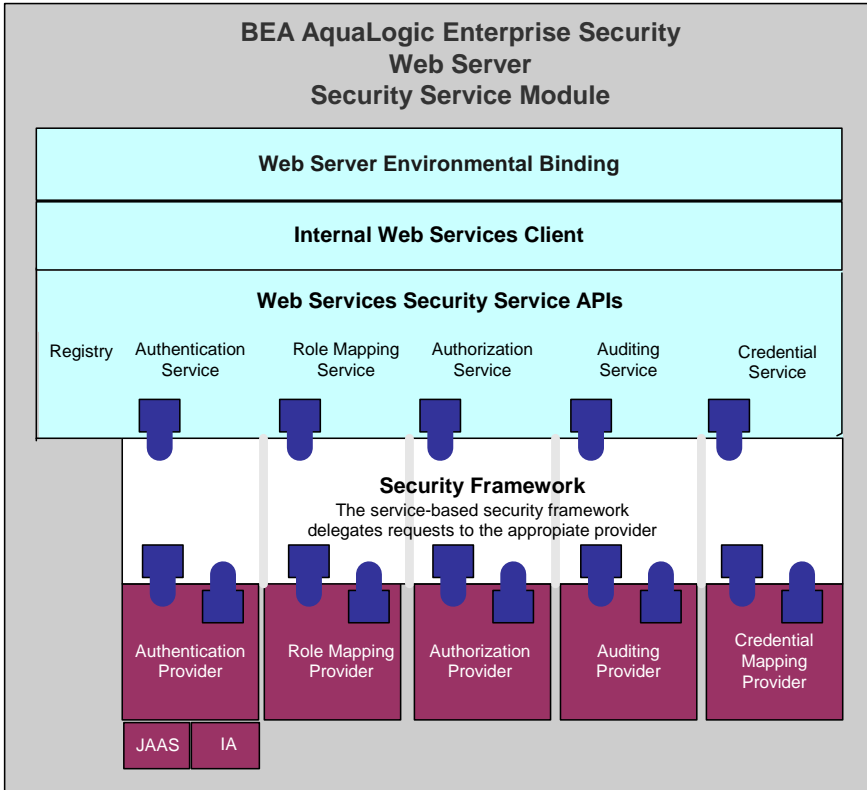 BEA AquaLogic Enterprise Security
Web Server
Security Service Module
Web Server Environmental Binding
Internal Web Services Client
Web Services Security Service APIs
Registry
Authentication
Service
Role Mapping
Service
Authorization
Service
Auditing
Service
Credential
Service
Security Framework
The service-based security framework
delegates requests to the appropiate provider
Authentication
Provider
Role Mapping
Provider
Authorization
Provider
Auditing
Provider
Credential
Mapping
Provider
JAAS
IA